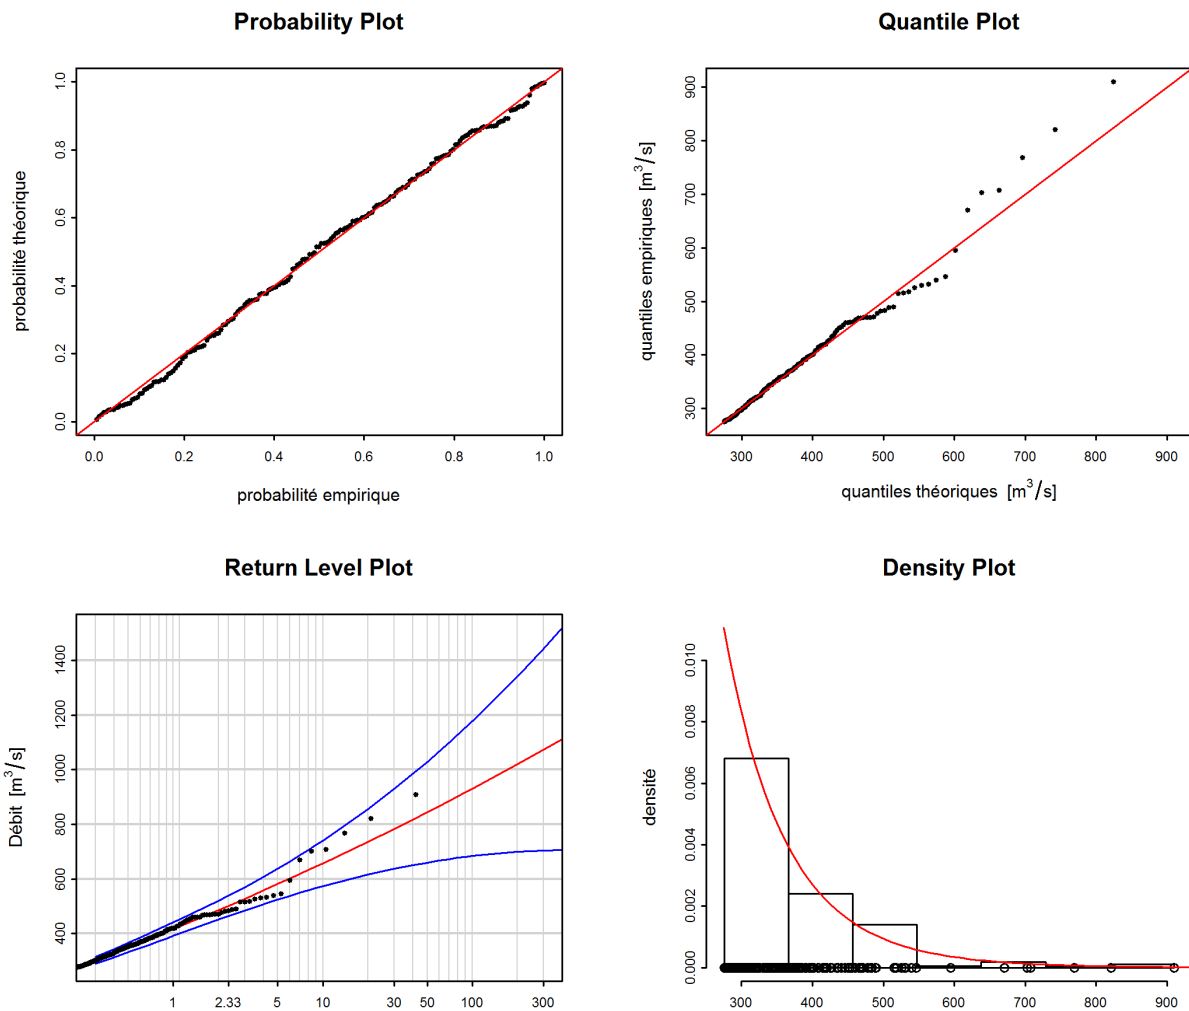 Probability Plot
probabilité théorique
0.0 0.2 0.4 0.6 0.8 1.0
0.0 0.2 0.4 0.6 0.8 1.0
probabilité empirique
Quantile Plot
quantiles empiriques [m³/s]
300 400 500 600 700 800 900
300 400 500 600 700 800 900
quantiles théoriques [m³/s]
Return Level Plot
Débit [m³/s]
400 600 800 1000 1200 1400
1 2.33 5 10 30 50 100 300
Density Plot
densité
0.000 0.002 0.004 0.006 0.008 0.010
300 400 500 600 700 800 900